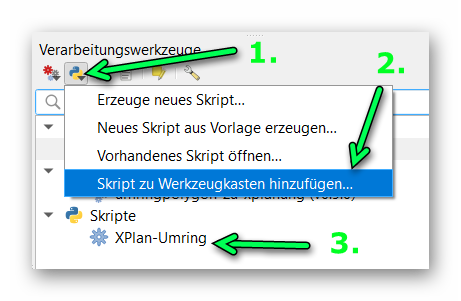 Verarbeitungswerkzeuge
1.
2.
Erzeuge neues Skript...
Neues Skript aus Vorlage erzeugen...
Vorhandenes Skript öffnen...
Skript zu Werkzeugkasten hinzufügen...
Skripte
XPlan-Umring
3.